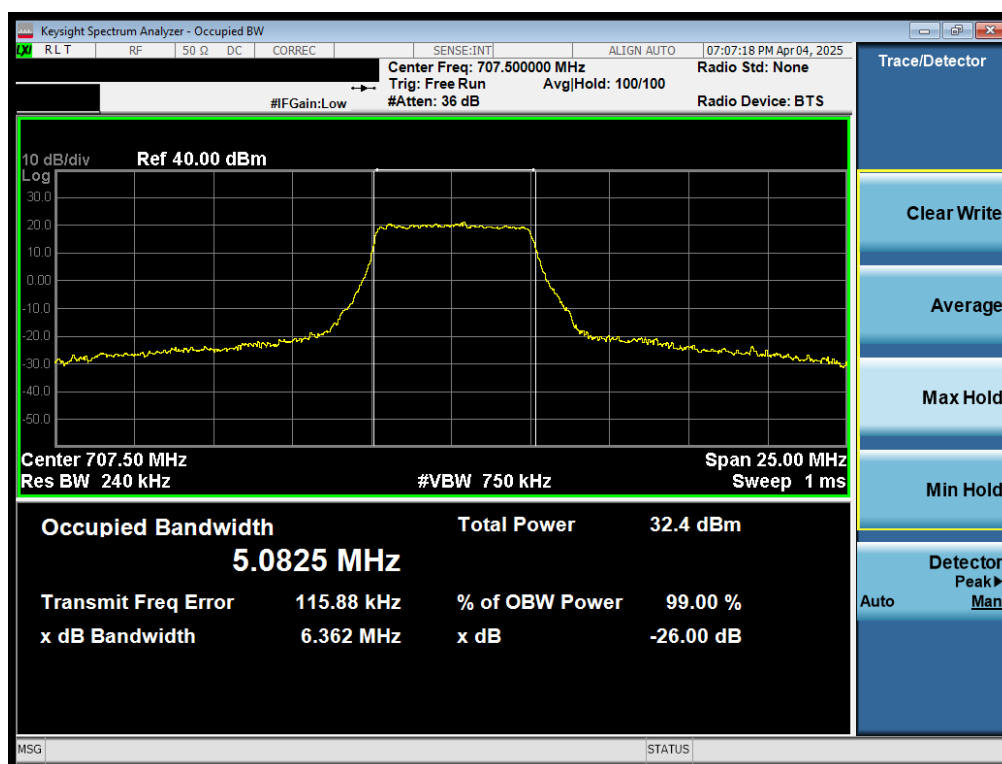 Keysight Spectrum Analyzer - Occupied BW
LXI RLT RF 50 Ω DC CORREC SENSE:INT ALIGN AUTO 07:07:18 PM Apr 04, 2025
Center Freq: 707.500000 MHz Radio Std: None
Trig: Free Run Avg|Hold: 100/100
#IFGain:Low #Atten: 36 dB Radio Device: BTS
10 dB/div Ref 40.00 dBm
Log
30.0
20.0
10.0
0.00
-10.0
-20.0
-30.0
-40.0
-50.0
Center 707.50 MHz Span 25.00 MHz
Res BW 240 kHz #VBW 750 kHz Sweep 1 ms
Occupied Bandwidth Total Power 32.4 dBm
5.0825 MHz
Transmit Freq Error 115.88 kHz % of OBW Power 99.00 %
x dB Bandwidth 6.362 MHz x dB -26.00 dB
MSG STATUS
Trace/Detector
Clear Write
Average
Max Hold
Min Hold
Detector
Peak▶
Auto Man